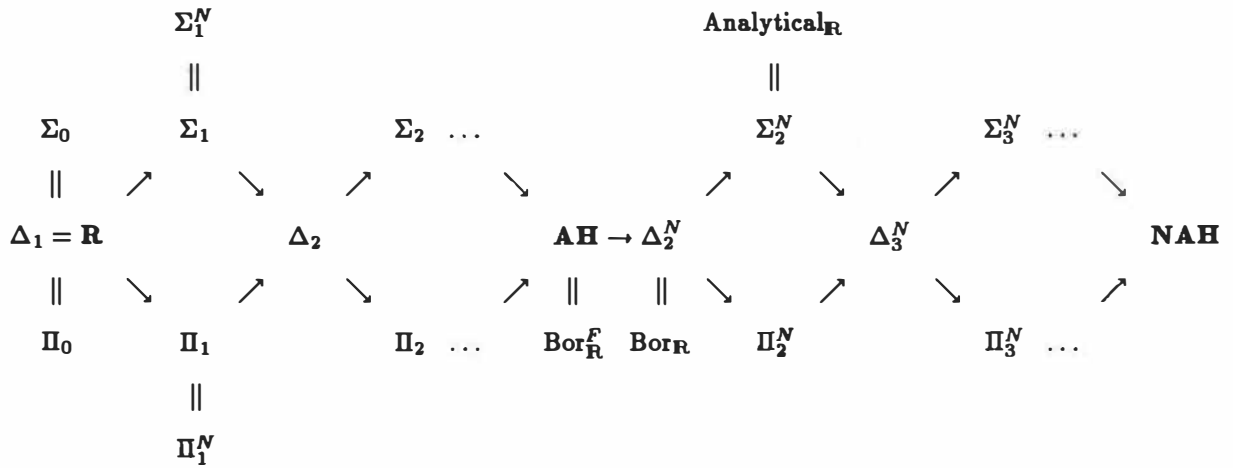 Σ₁ᴺ Analytical_ℝ
‖ ‖
Σ₀ Σ₁ Σ₂ ... Σ₂ᴺ Σ₃ᴺ ...
‖ ↗ ↘ ↗ ↘ ↗ ↘ ↗ ↘
Δ₁ = R Δ₂ AH → Δ₂ᴺ Δ₃ᴺ NAH
‖ ↘ ↗ ↘ ↗ ‖ ‖ ↘ ↗ ↘ ↗
Π₀ Π₁ Π₂ ... Bor_ℝ^F Bor_ℝ Π₂ᴺ Π₃ᴺ ...
‖
Π₁ᴺ